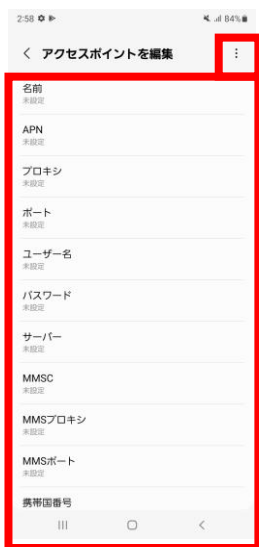 2:58
84%
アクセスポイントを編集
名前
未設定
APN
未設定
プロキシ
未設定
ポート
未設定
ユーザー名
未設定
パスワード
未設定
サーバー
未設定
MMSC
未設定
MMSプロキシ
未設定
MMSポート
未設定
携帯国番号